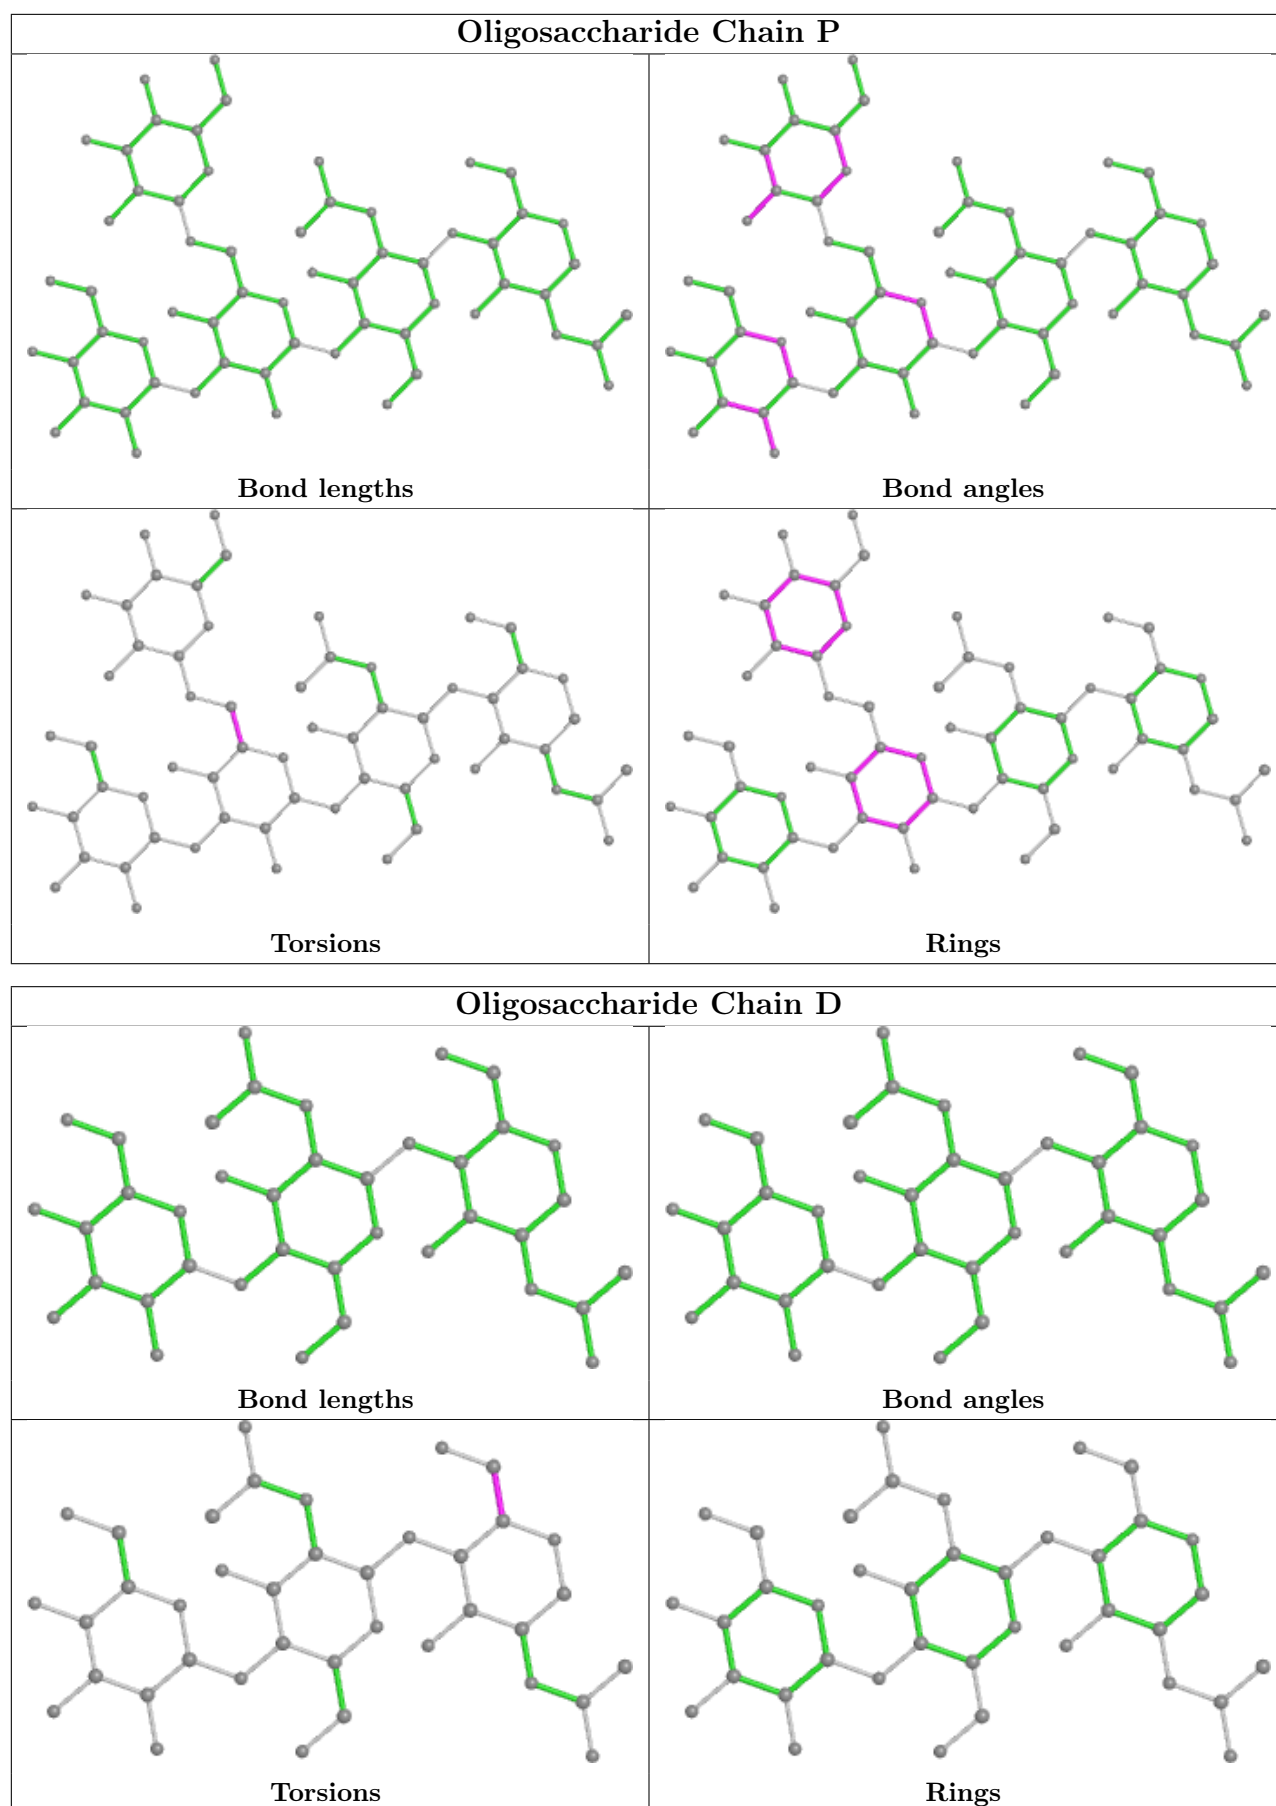 Oligosaccharide Chain P
Bond lengths
Bond angles
Torsions
Rings
Oligosaccharide Chain D
Bond lengths
Bond angles
Torsions
Rings